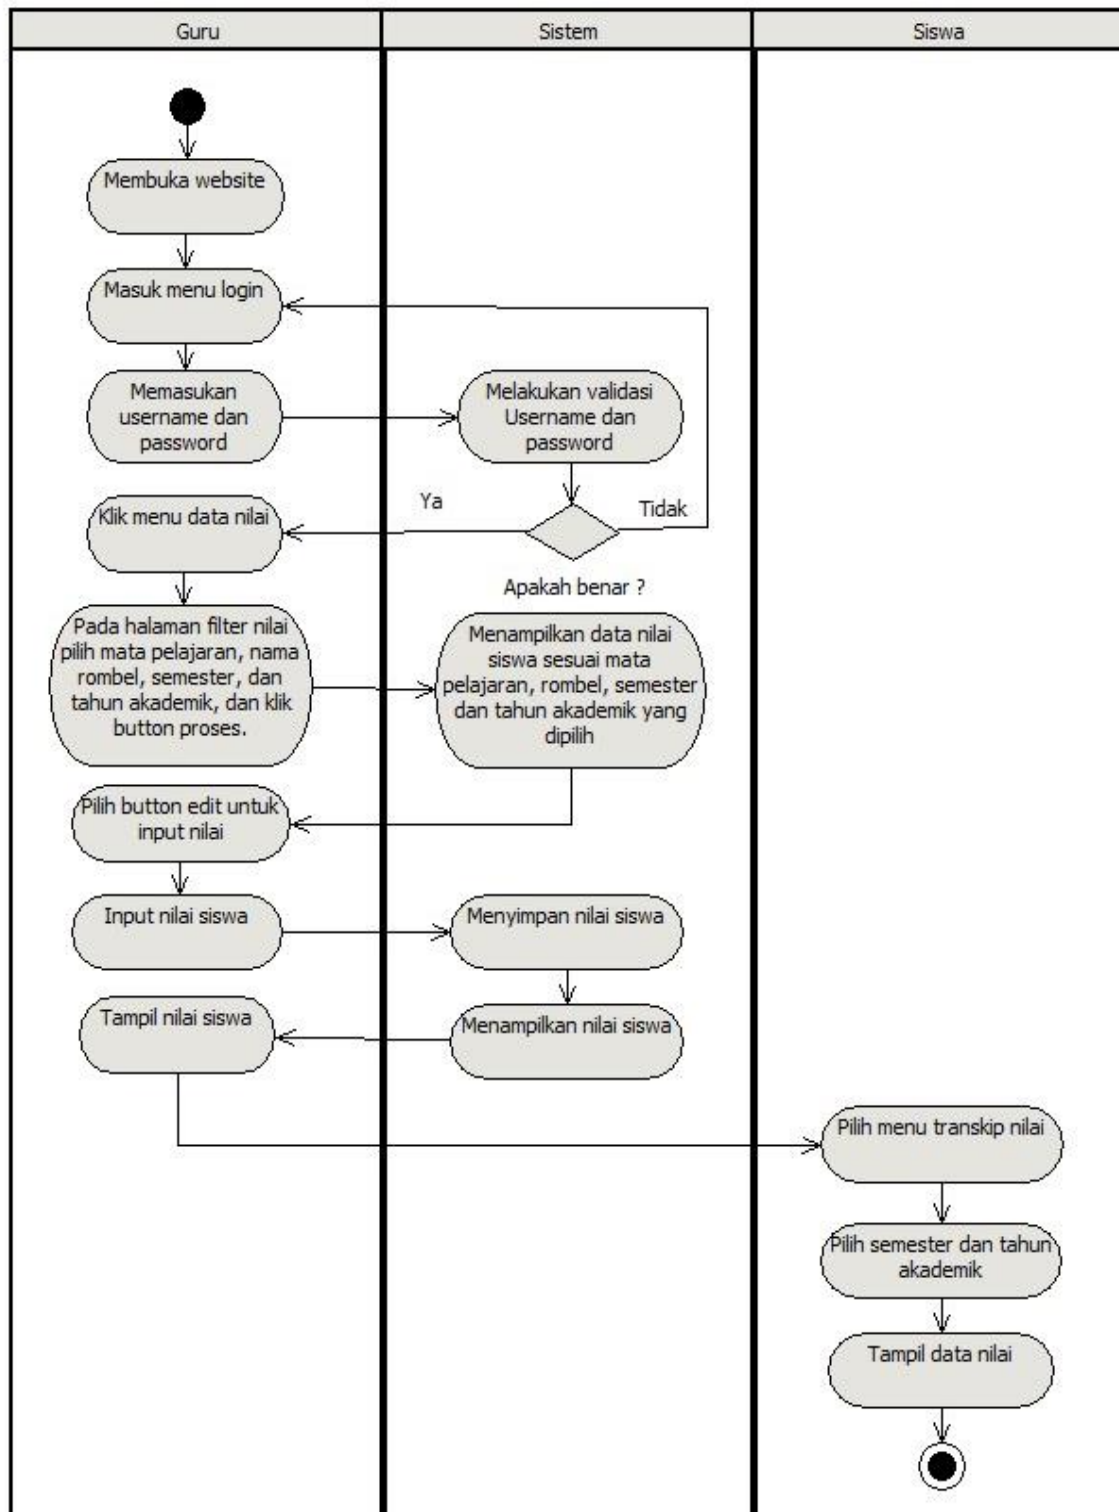 Guru
Sistem
Siswa
Membuka website
Masuk menu login
Memasukan
username dan
password
Melakukan validasi
Username dan
password
Ya
Tidak
Apakah benar ?
Klik menu data nilai
Pada halaman filter nilai
pilih mata pelajaran, nama
rombel, semester, dan
tahun akademik, dan klik
button proses.
Menampilkan data nilai
siswa sesuai mata
pelajaran, rombel, semester
dan tahun akademik yang
dipilih
Pilih button edit untuk
input nilai
Input nilai siswa
Menyimpan nilai siswa
Menampilkan nilai siswa
Tampil nilai siswa
Pilih menu transkip nilai
Pilih semester dan tahun
akademik
Tampil data nilai